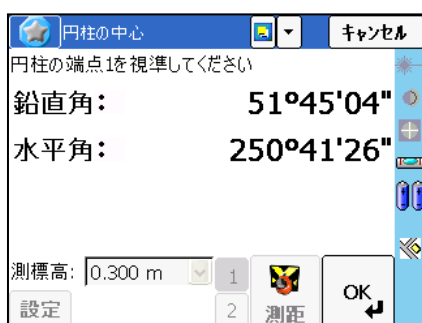 円柱の中心 キャンセル
円柱の端点1を視準してください
鉛直角: 51°45'04"
水平角: 250°41'26"
測標高: 0.300 m 1
設定 2 測距 OK